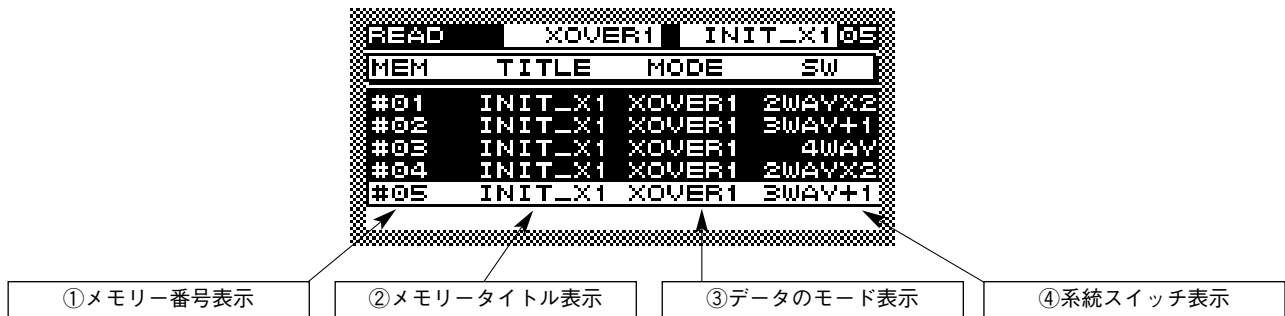 READ XOVER1 INIT_X1 05
MEM TITLE MODE SW
#01 INIT_X1 XOVER1 2WAYX2
#02 INIT_X1 XOVER1 3WAY+1
#03 INIT_X1 XOVER1 4WAY
#04 INIT_X1 XOVER1 2WAYX2
#05 INIT_X1 XOVER1 3WAY+1
①メモリー番号表示 ②メモリータイトル表示 ③データのモード表示 ④系統スイッチ表示